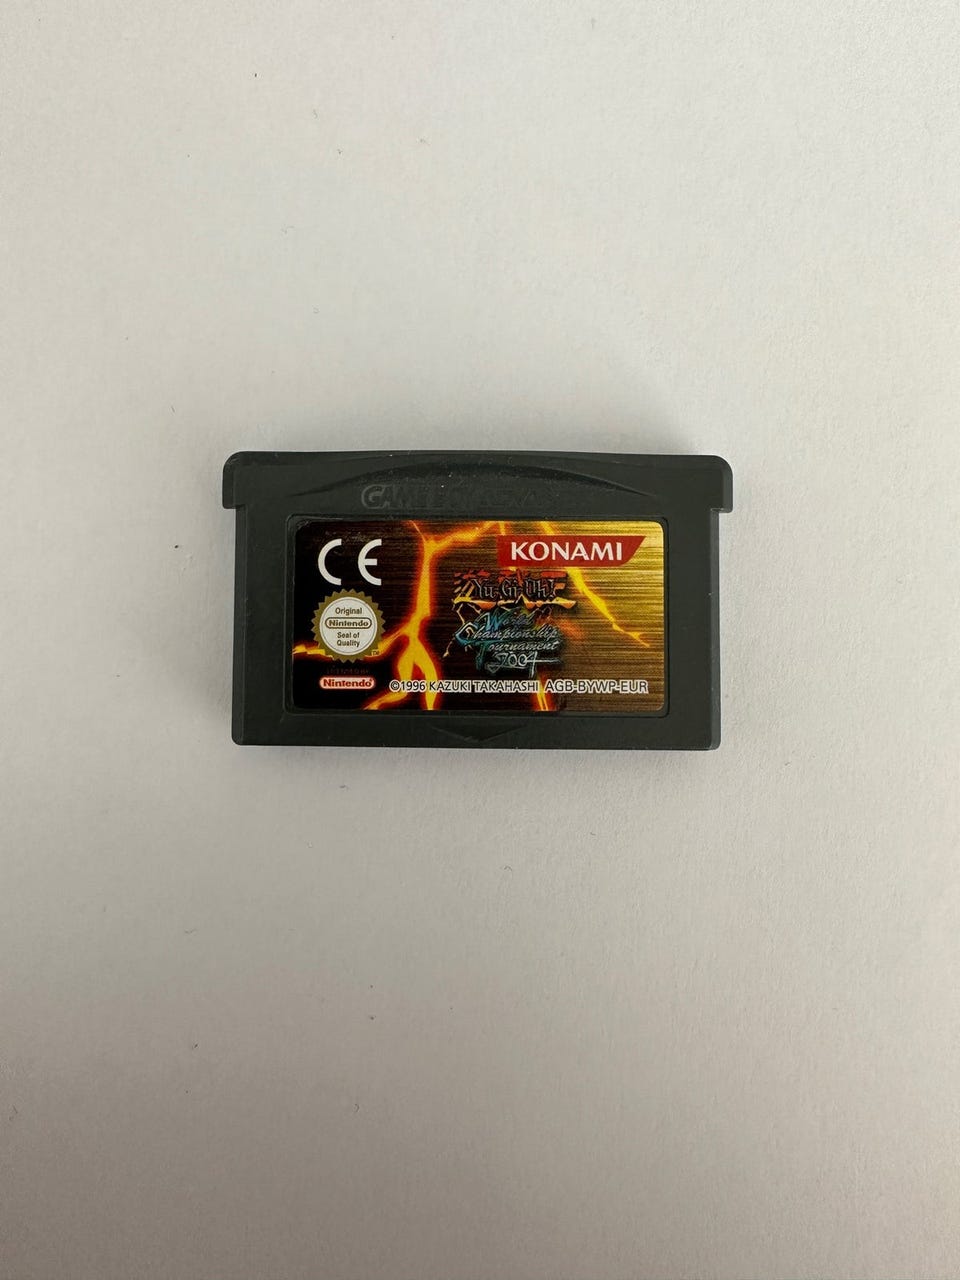 GAME BOY ADVANCE
CE
KONAMI
Yu-Gi-Oh!
World
Championship
Tournament
2004
Original
Nintendo
Seal of
Quality
Nintendo
©1996 KAZUKI TAKAHASHI AGB-BYWP-EUR